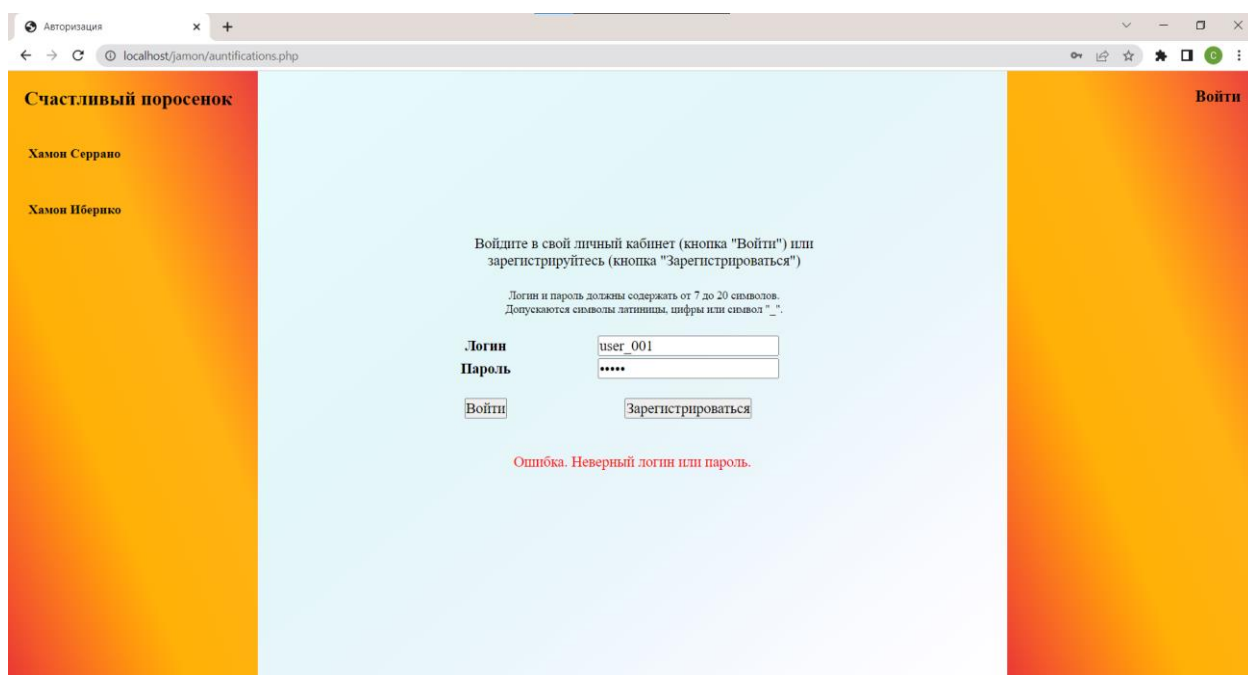 Авторизация
localhost/jamon/auntifications.php
C
Счастливый поросенок
Войти
Хамон Серрано
Хамон Иберико
Войдите в свой личный кабинет (кнопка "Войти") или
зарегистрируйтесь (кнопка "Зарегистрироваться")
Логин и пароль должны содержать от 7 до 20 символов.
Допускаются символы латиницы, цифры или символ "_".
Логин user_001
Пароль •••••
Войти Зарегистрироваться
Ошибка. Неверный логин или пароль.